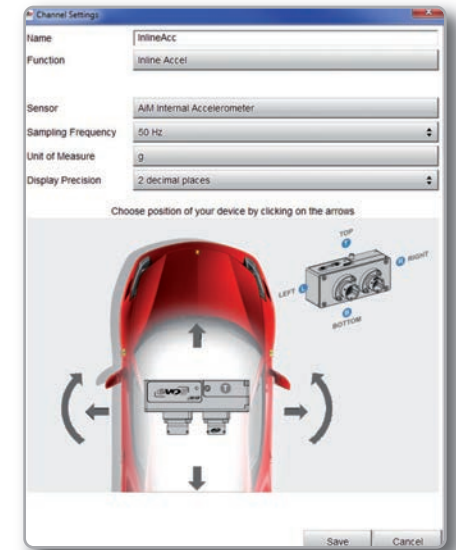 Channel Settings
Name InlineAcc
Function Inline Accel
Sensor AiM Internal Accelerometer
Sampling Frequency 50 Hz
Unit of Measure g
Display Precision 2 decimal places
Choose position of your device by clicking on the arrows
TOP
T
R RIGHT
LEFT L
B
BOTTOM
T
Save Cancel